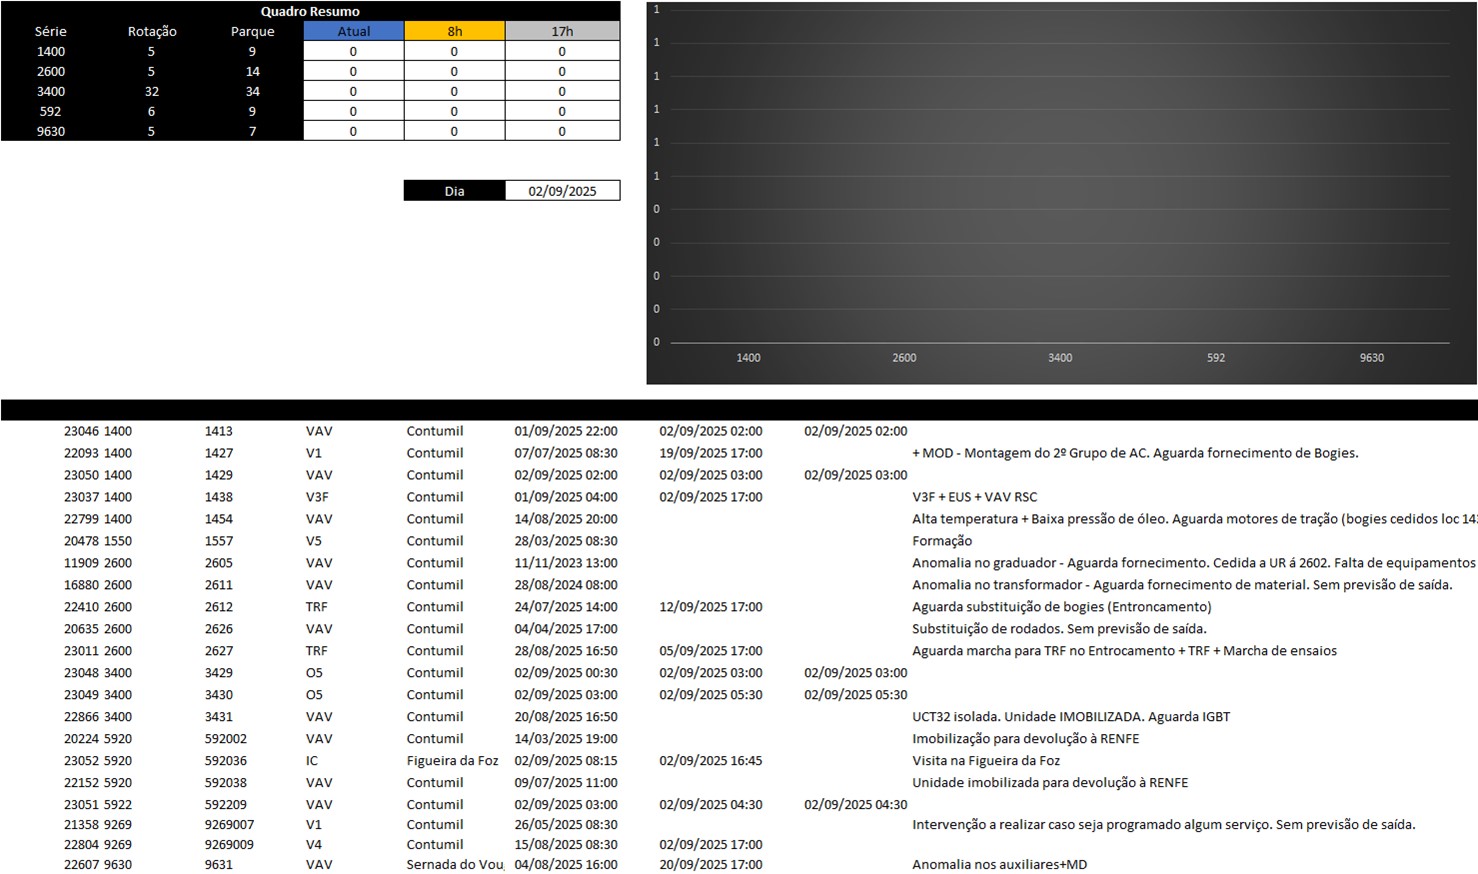 Quadro Resumo
Série Rotação Parque Atual 8h 17h
1400 5 9 0 0 0
2600 5 14 0 0 0
3400 32 34 0 0 0
592 6 9 0 0 0
9630 5 7 0 0 0
Dia 02/09/2025
1
1
1
1
1
1
0
0
0
0
0
1400 2600 3400 592 9630
23046 1400 1413 VAV Contumil 01/09/2025 22:00 02/09/2025 02:00 02/09/2025 02:00
22093 1400 1427 V1 Contumil 07/07/2025 08:30 19/09/2025 17:00 + MOD - Montagem do 2º Grupo de AC. Aguarda fornecimento de Bogies.
23050 1400 1429 VAV Contumil 02/09/2025 02:00 02/09/2025 03:00 02/09/2025 03:00
23037 1400 1438 V3F Contumil 01/09/2025 04:00 02/09/2025 17:00 V3F + EUS + VAV RSC
22799 1400 1454 VAV Contumil 14/08/2025 20:00 Alta temperatura + Baixa pressão de óleo. Aguarda motores de tração (bogies cedidos loc
20478 1550 1557 V5 Contumil 28/03/2025 08:30 Formação
11909 2600 2605 VAV Contumil 11/11/2023 13:00 Anomalia no graduador - Aguarda fornecimento. Cedida a UR á 2602. Falta de equipamentos
16880 2600 2611 VAV Contumil 28/08/2024 08:00 Anomalia no transformador - Aguarda fornecimento de material. Sem previsão de saída.
22410 2600 2612 TRF Contumil 24/07/2025 14:00 12/09/2025 17:00 Aguarda substituição de bogies (Entroncamento)
20635 2600 2626 VAV Contumil 04/04/2025 17:00 Substituição de rodados. Sem previsão de saída.
23011 2600 2627 TRF Contumil 28/08/2025 16:50 05/09/2025 17:00 Aguarda marcha para TRF no Entrocamento + TRF + Marcha de ensaios
23048 3400 3429 O5 Contumil 02/09/2025 00:30 02/09/2025 03:00 02/09/2025 03:00
23049 3400 3430 O5 Contumil 02/09/2025 03:00 02/09/2025 05:30 02/09/2025 05:30
22866 3400 3431 VAV Contumil 20/08/2025 16:50 UCT32 isolada. Unidade IMOBILIZADA. Aguarda IGBT
20224 5920 592002 VAV Contumil 14/03/2025 19:00 Imobilização para devolução à RENFE
23052 5920 592036 IC Figueira da Foz 02/09/2025 08:15 02/09/2025 16:45 Visita na Figueira da Foz
22152 5920 592038 VAV Contumil 09/07/2025 11:00 Unidade imobilizada para devolução à RENFE
23051 5922 592209 VAV Contumil 02/09/2025 03:00 02/09/2025 04:30 02/09/2025 04:30
21358 9269 9269007 V1 Contumil 26/05/2025 08:30 Intervenção a realizar caso seja programado algum serviço. Sem previsão de saída.
22804 9269 9269009 V4 Contumil 15/08/2025 08:30 02/09/2025 17:00
22607 9630 9631 VAV Sernada do Vou 04/08/2025 16:00 20/09/2025 17:00 Anomalia nos auxiliares+MD